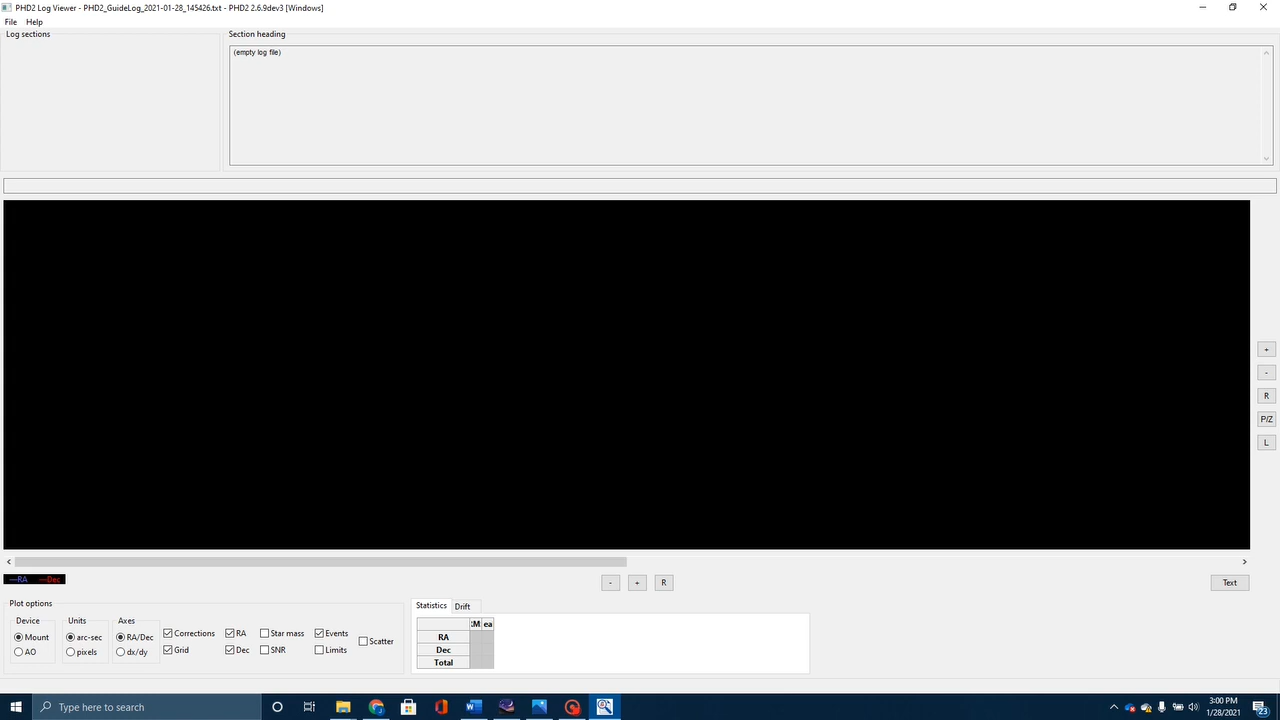 PHD2 Log Viewer - PHD2_GuideLog_2021-01-28_145426.txt - PHD2 2.6.9dev3 [Windows]
File Help
Log sections
Section heading
(empty log file)
+
-
R
P/Z
L
—RA —Dec
- + R
Text
Plot options
Device
Mount
AO
Units
arc-sec
pixels
Axes
RA/Dec
dx/dy
Corrections RA Star mass Events
Grid Dec SNR Limits
Scatter
Statistics Drift
ea
RA
Dec
Total
Type here to search
3:00 PM
1/28/2021
23